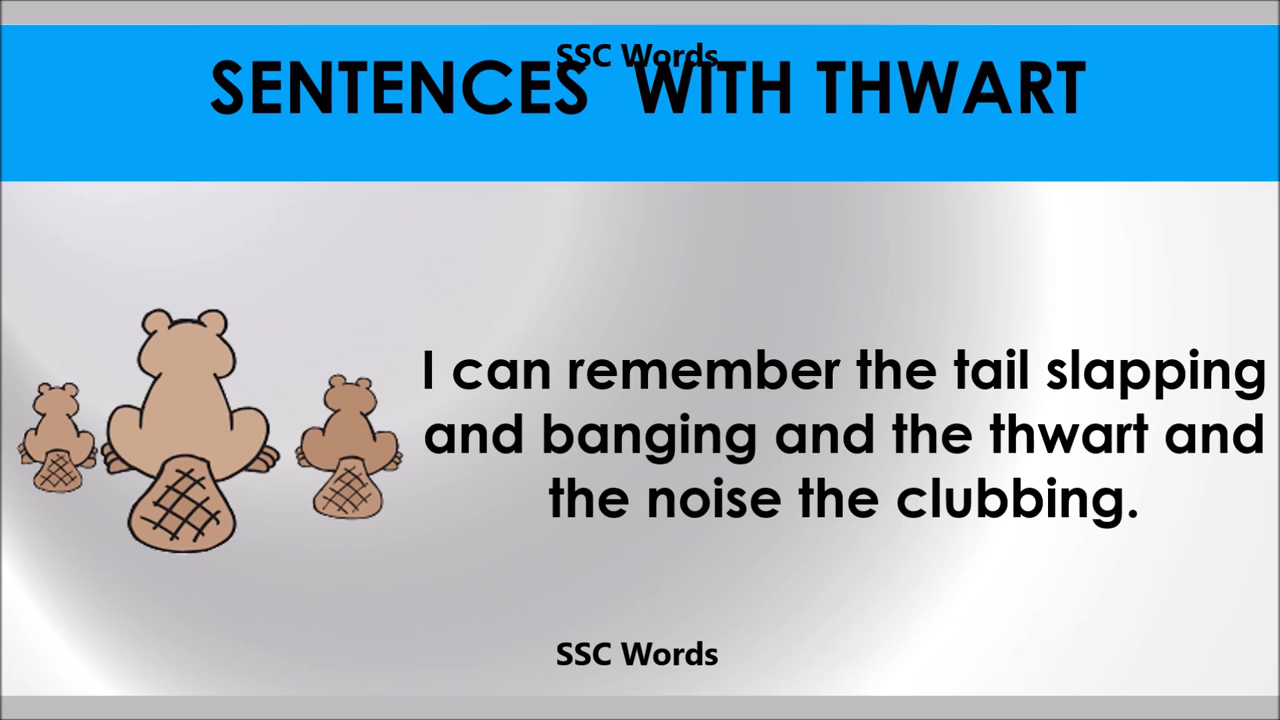 SSC Words
SENTENCES WITH THWART
I can remember the tail slapping
and banging and the thwart and
the noise the clubbing.
SSC Words